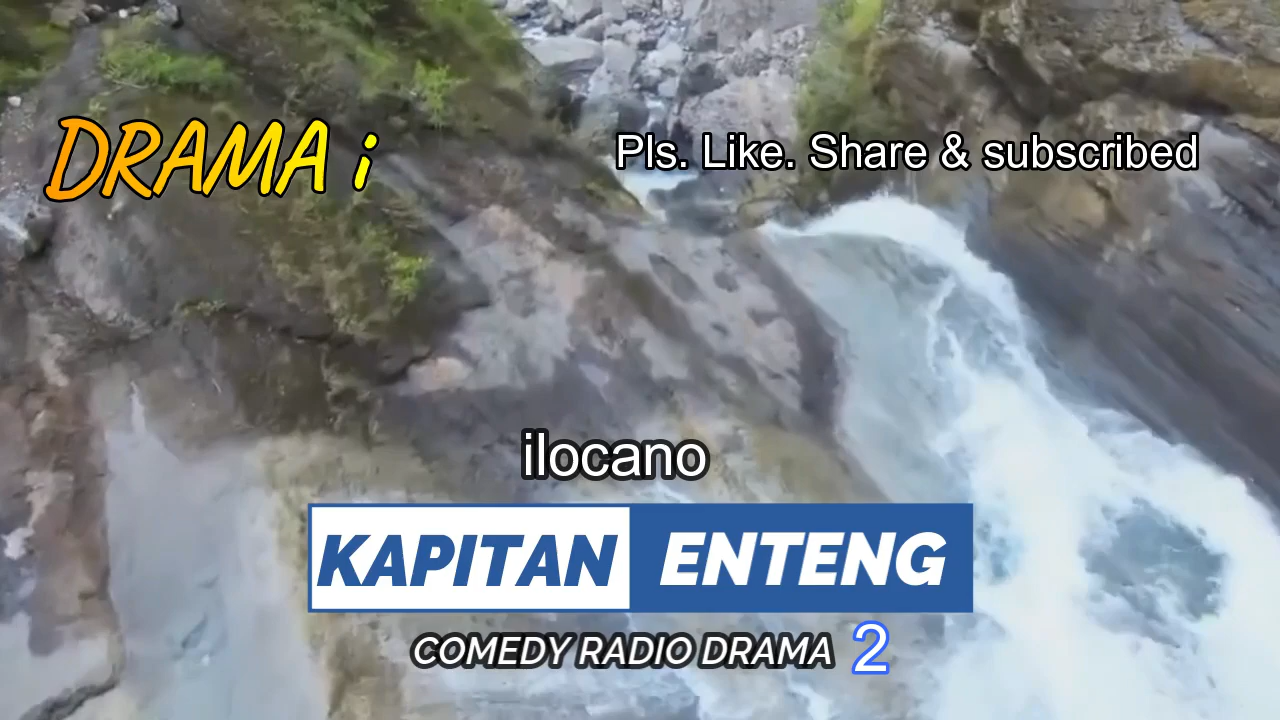 DRAMA i
Pls. Like. Share & subscribed
ilocano
KAPITAN ENTENG
COMEDY RADIO DRAMA 2